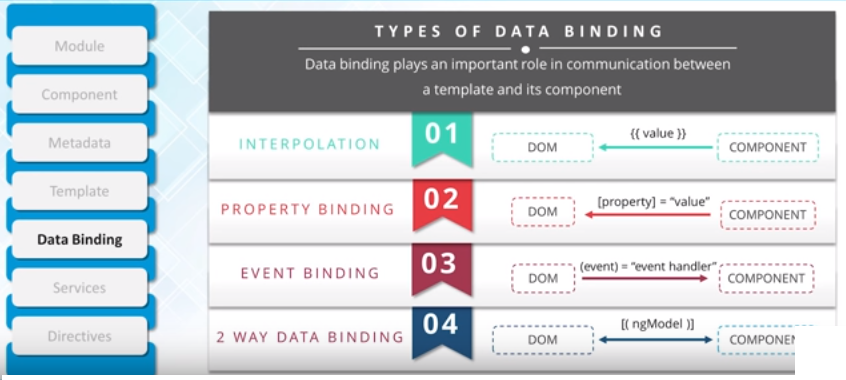 Module
Component
Metadata
Template
Data Binding
Services
Directives
TYPES OF DATA BINDING
Data binding plays an important role in communication between
a template and its component
INTERPOLATION 01 DOM {{ value }} COMPONENT
PROPERTY BINDING 02 DOM [property] = “value” COMPONENT
EVENT BINDING 03 DOM (event) = “event handler” COMPONENT
2 WAY DATA BINDING 04 DOM [( ngModel )] COMPONE